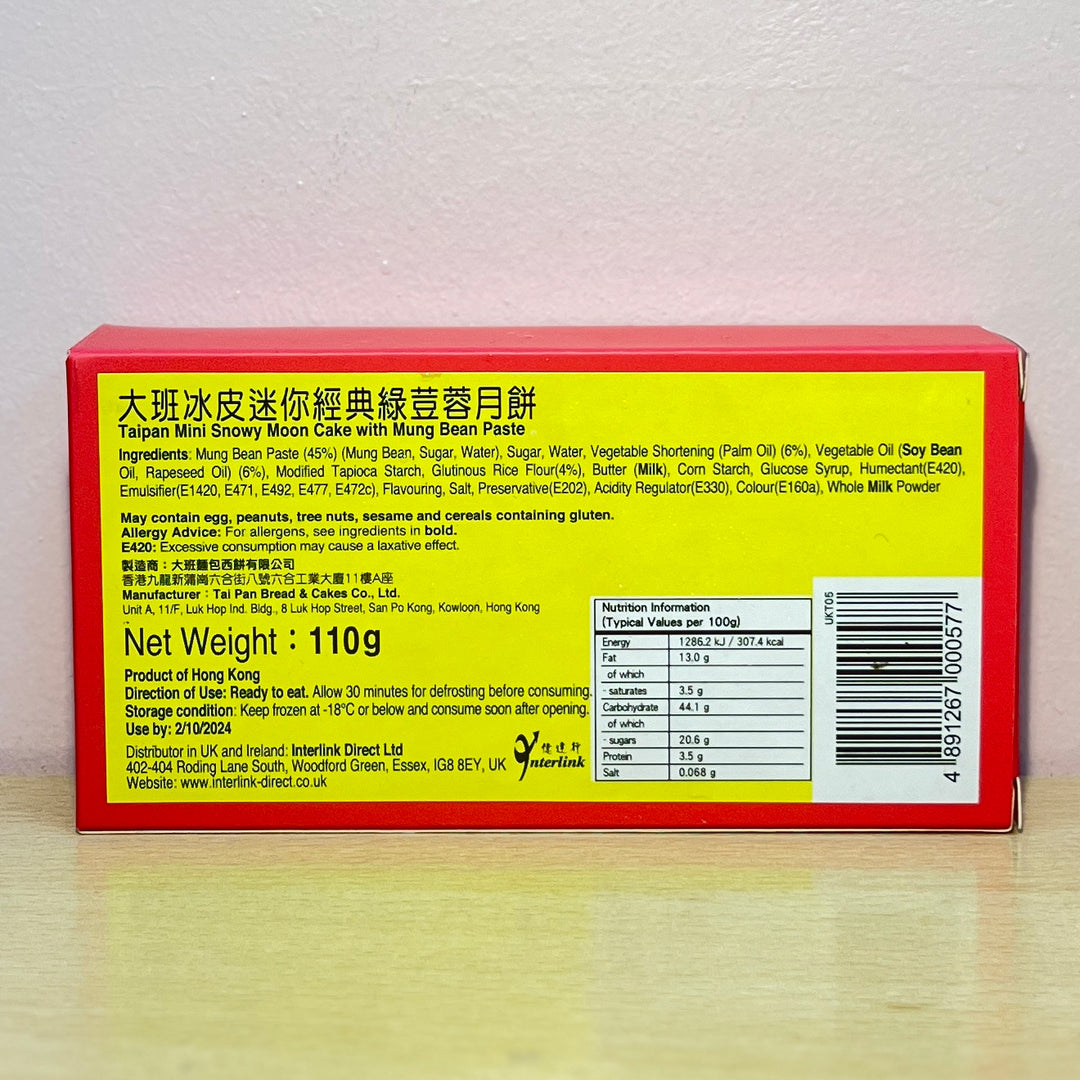 大班冰皮迷你經典綠荳蓉月餅
Taipan Mini Snowy Moon Cake with Mung Bean Paste
Ingredients: Mung Bean Paste (45%) (Mung Bean, Sugar, Water), Sugar, Water, Vegetable Shortening (Palm Oil) (6%), Vegetable Oil (Soy Bean
Oil, Rapeseed Oil) (6%), Modified Tapioca Starch, Glutinous Rice Flour(4%), Butter (Milk), Corn Starch, Glucose Syrup, Humectant(E420),
Emulsifier(E1420, E471, E492, E477, E472c), Flavouring, Salt, Preservative(E202), Acidity Regulator(E330), Colour(E160a), Whole Milk Powder
May contain egg, peanuts, tree nuts, sesame and cereals containing gluten.
Allergy Advice: For allergens, see ingredients in bold.
E420: Excessive consumption may cause a laxative effect.
製造商：大班麵包西餅有限公司
香港九龍新蒲崗六合街八號六合工業大廈11樓A座
Manufacturer：Tai Pan Bread & Cakes Co., Ltd.
Unit A, 11/F, Luk Hop Ind. Bldg., 8 Luk Hop Street, San Po Kong, Kowloon, Hong Kong
Net Weight：110g
Product of Hong Kong
Direction of Use: Ready to eat. Allow 30 minutes for defrosting before consuming.
Storage condition: Keep frozen at -18°C or below and consume soon after opening.
Use by: 2/10/2024
Distributor in UK and Ireland: Interlink Direct Ltd
402-404 Roding Lane South, Woodford Green, Essex, IG8 8EY, UK
Website: www.interlink-direct.co.uk
億達行
Interlink
Nutrition Information
(Typical Values per 100g)
Energy 1286.2 kJ / 307.4 kcal
Fat 13.0 g
of which
- saturates 3.5 g
Carbohydrate 44.1 g
of which
- sugars 20.6 g
Protein 3.5 g
Salt 0.068 g
UKT05
4 891267 000577